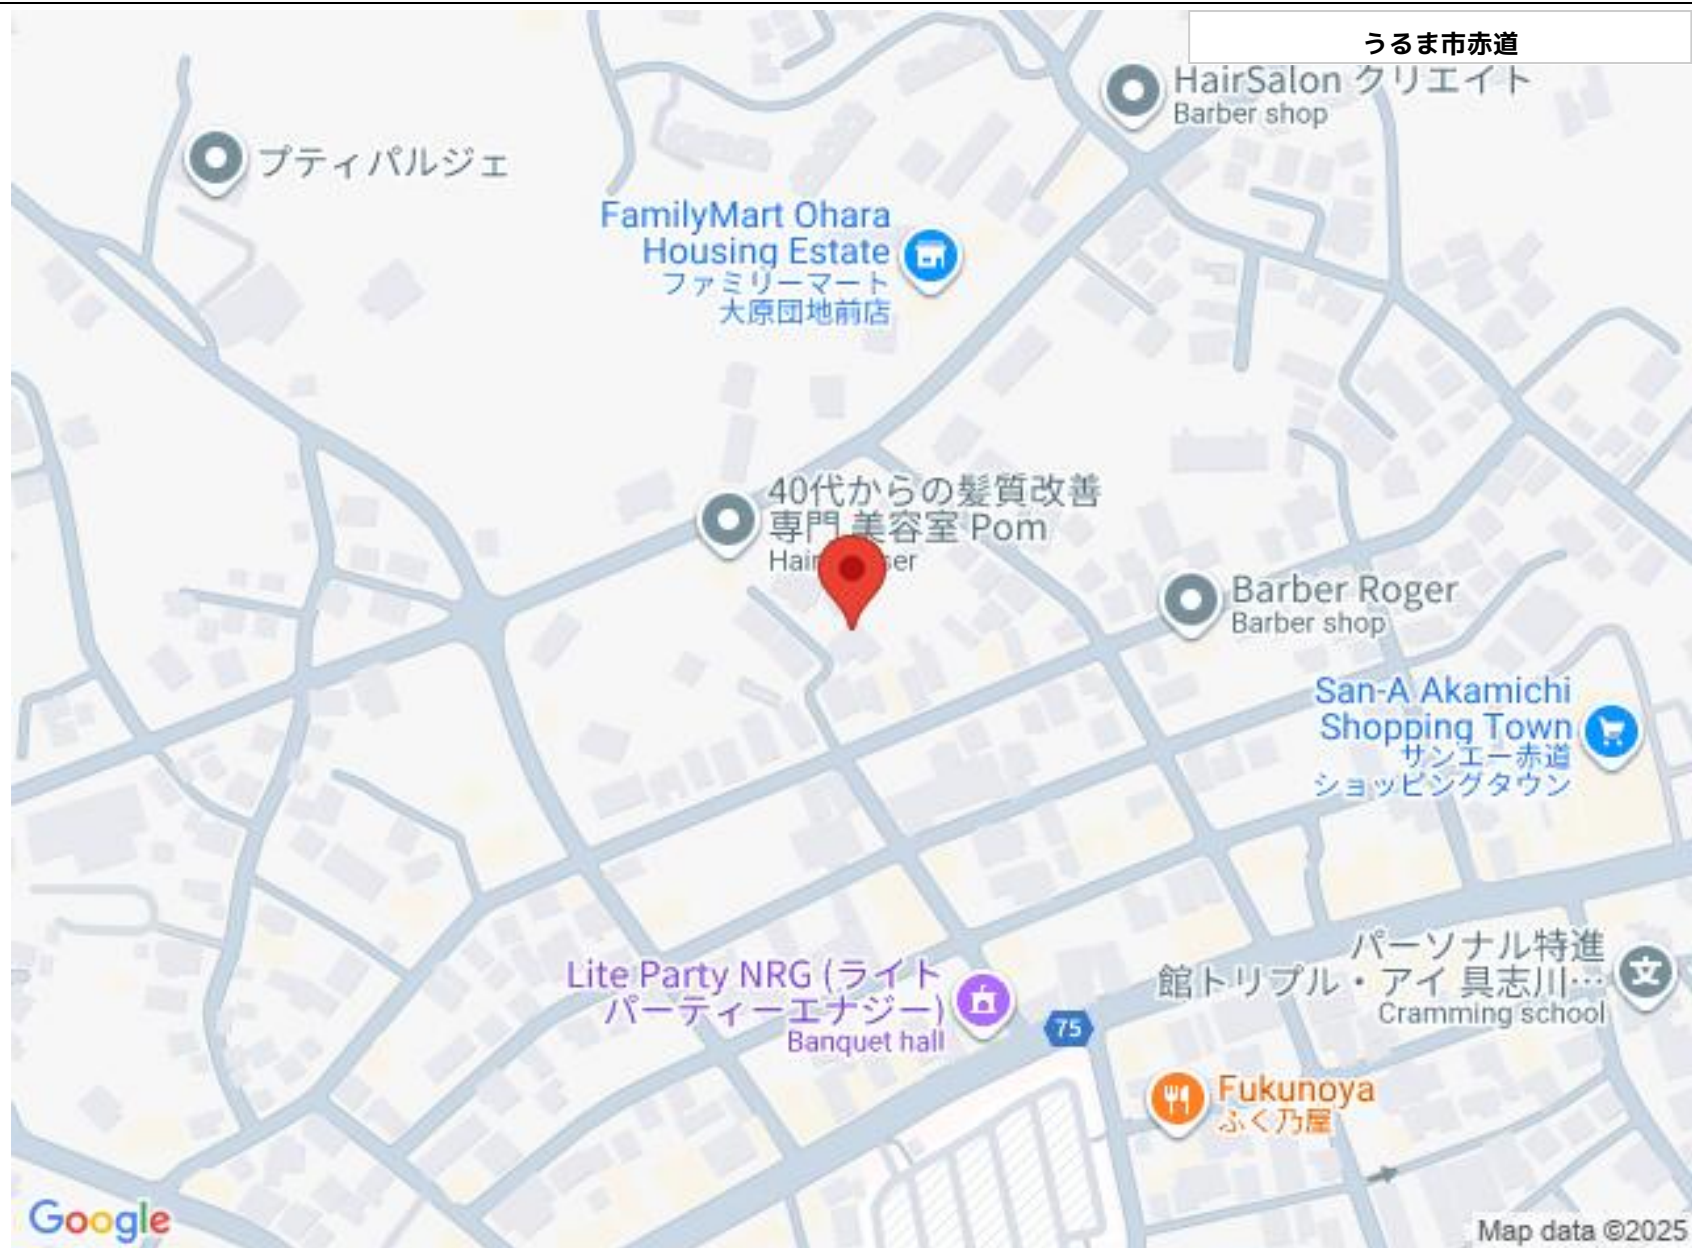 うるま市赤道
HairSalon クリエイト
Barber shop
プティパルジェ
FamilyMart Ohara
Housing Estate
ファミリーマート
大原団地前店
40代からの髪質改善
専門 美容室 Pom
Barber Roger
Barber shop
San-A Akamichi
Shopping Town
サンエー赤道
ショッピングタウン
パーソナル特進
館トリプル・アイ 具志川…
Cramming school
Lite Party NRG (ライト
パーティーエナジー)
Banquet hall
75
Fukunoya
ふく乃屋
Google
Map data ©2025